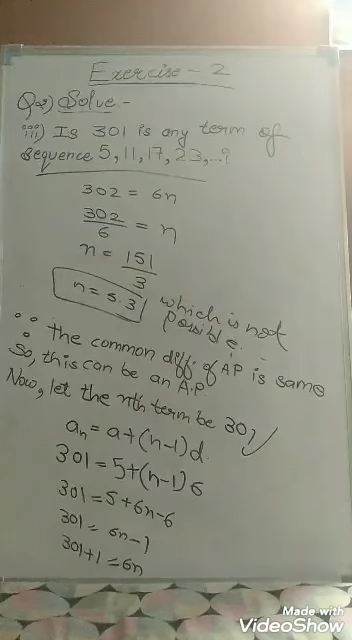 Exercise - 2
Q2) Solve -
iii) Is 301 is any term of
sequence 5, 11, 17, 23, ..?
302 = 6n
302/6 = n
n = 151/3
n = 5.3 which is not
possible.
∴ the common diff. of AP is same
So, this can be an A.P.
Now, let the nth term be 301
an = a+(n-1)d.
301 = 5+(n-1)6
301 = 5+6n-6
301 = 6n-1
301+1 = 6n
Made with
VideoShow